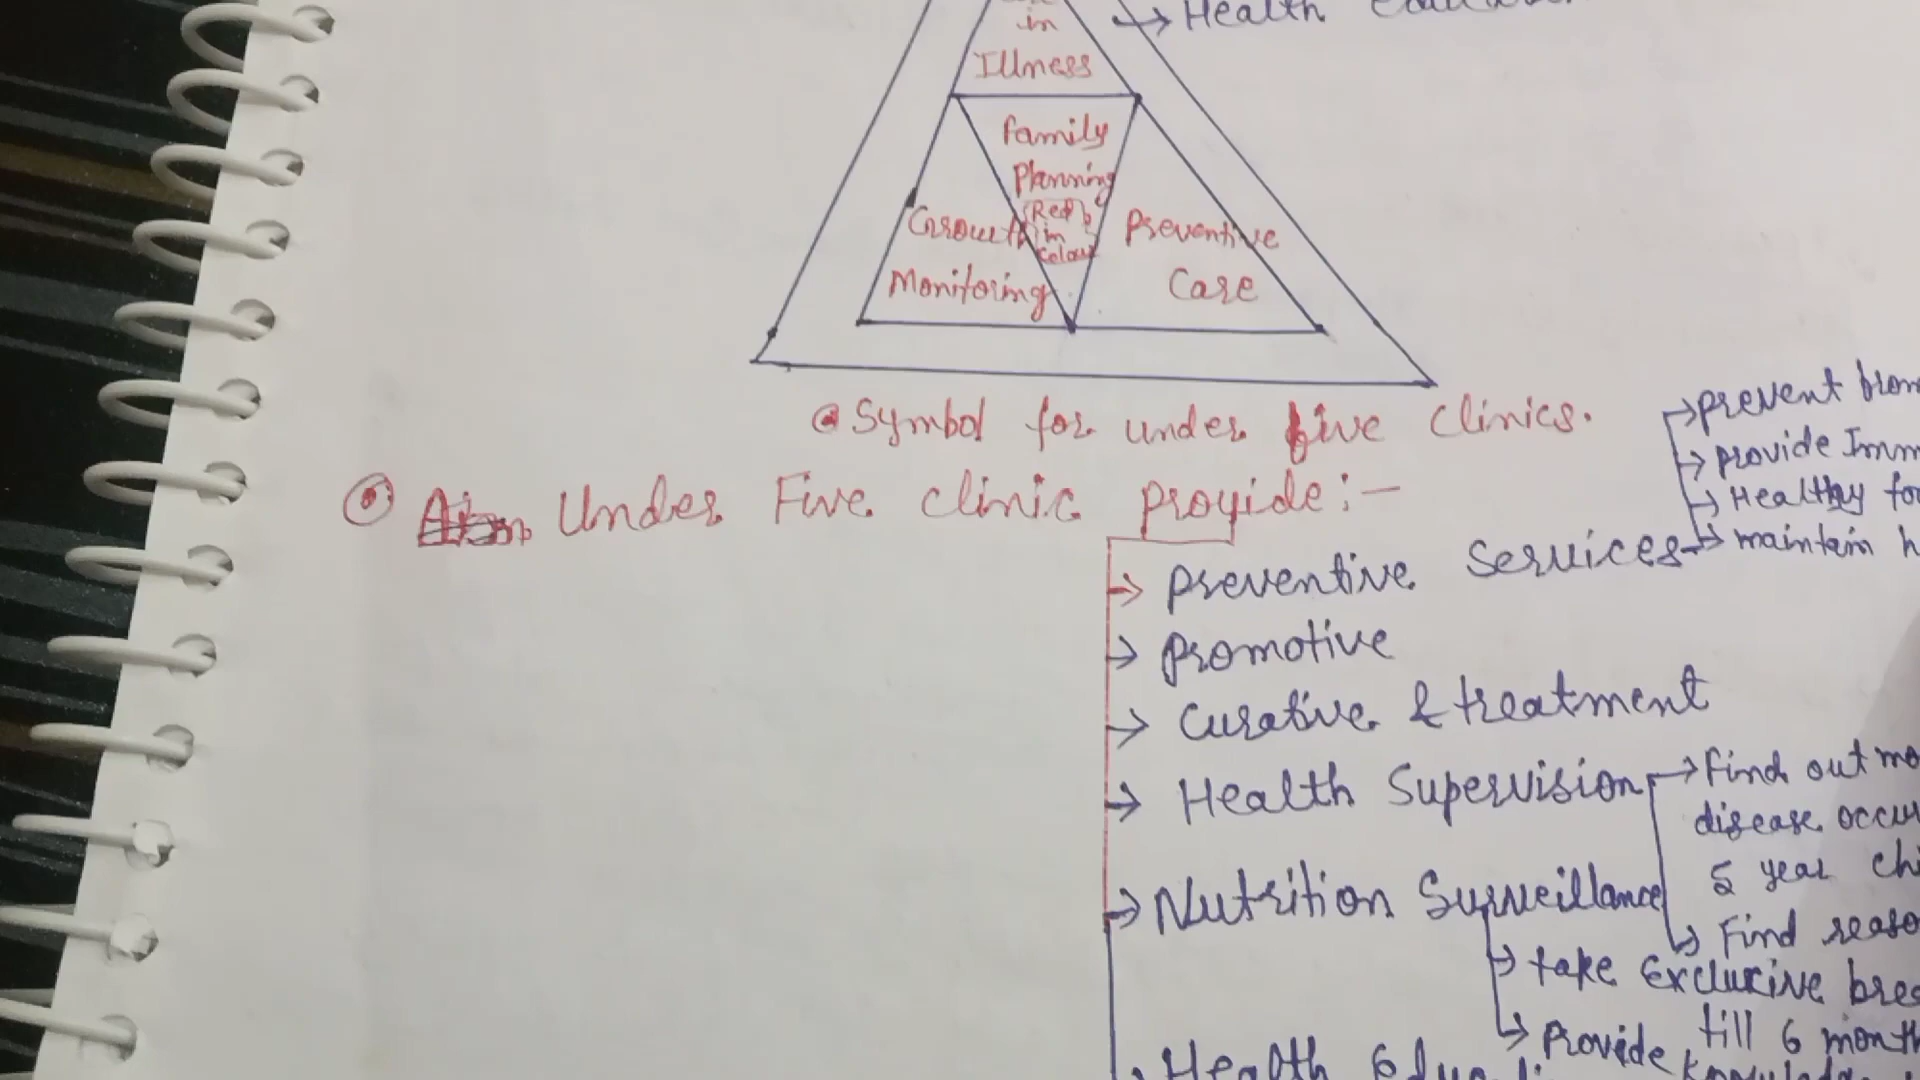 → Health
in
Illness
family
Planning
(Red
in
colour
Growth
Monitoring
Preventive
Care
Symbol for under five Clinics.
Under Five clinic provide:-
→ Preventive Services
→ prevent
→ provide
→ Healthy
→ maintain
→ promotive
→ Curative & treatment
→ Health Supervision
→ find out
disease
5 year
→ Find
→ Nutrition Surveillance
→ take Exclusive
till 6
→ Provide
Health